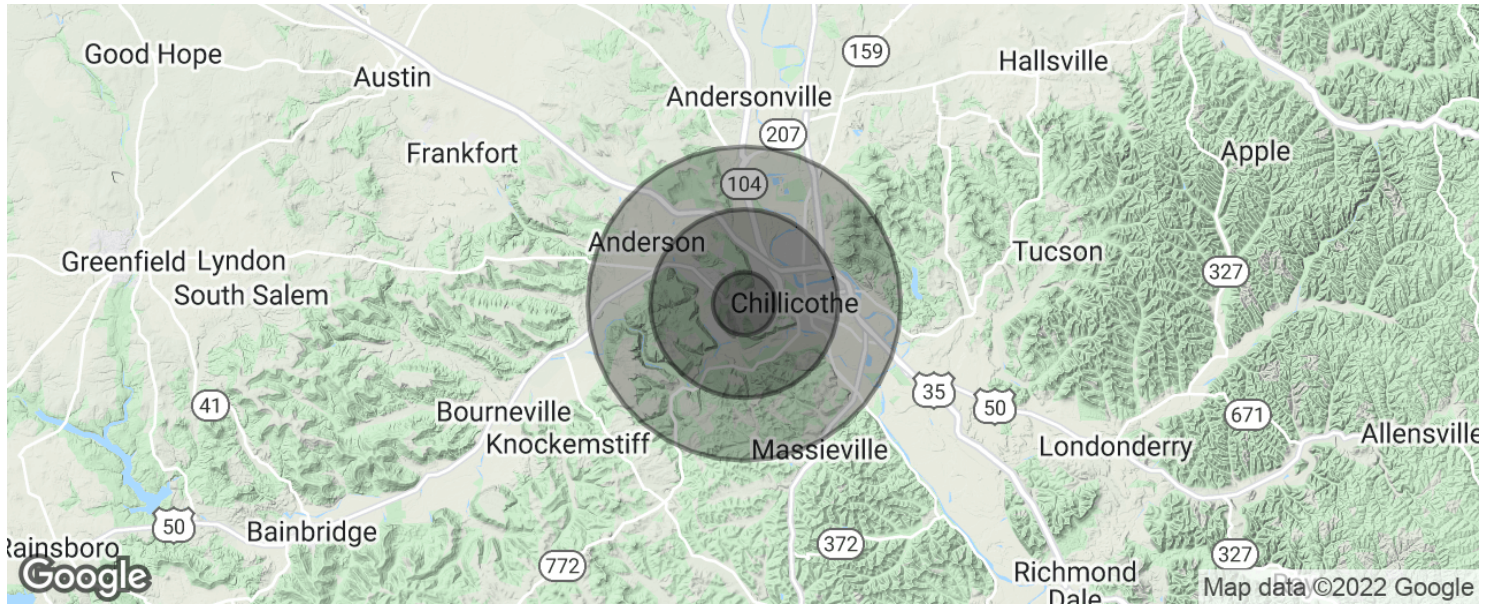 Good Hope
Austin
159
Hallsville
Andersonville
207
Frankfort
Apple
104
Anderson
Tucson
Greenfield
Lyndon
327
South Salem
Chillicothe
35
50
41
Bourneville
671
Knockemstiff
Massieville
Londonderry
Allensville
50
Bainbridge
372
Rainsboro
772
327
Richmond
Dale
Google
Map data ©2022 Google